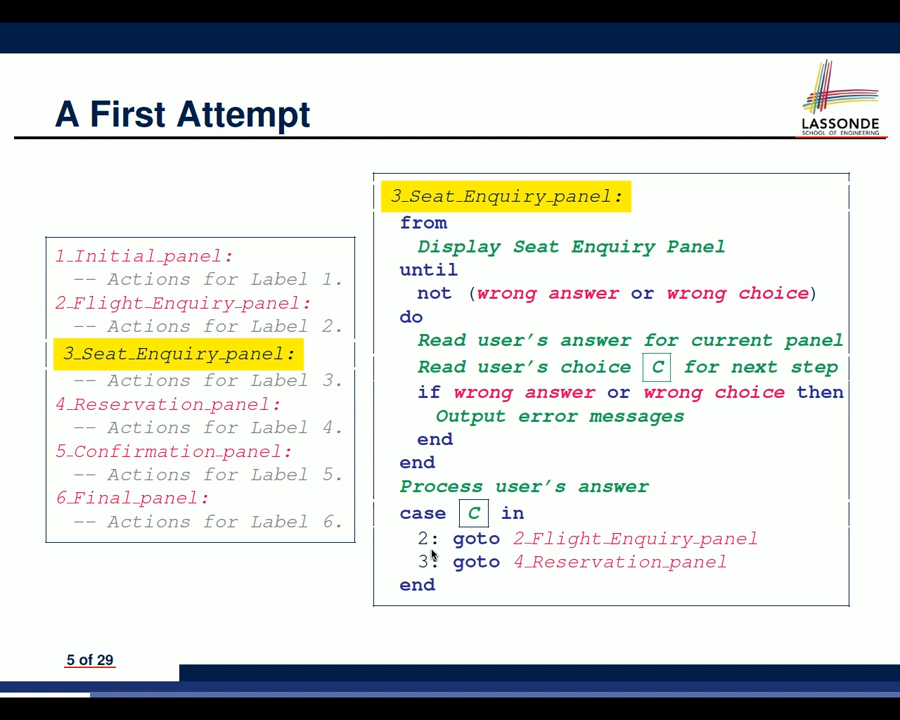 A First Attempt
LASSONDE
SCHOOL OF ENGINEERING
1_Initial_panel:
-- Actions for Label 1.
2_Flight_Enquiry_panel:
-- Actions for Label 2.
3_Seat_Enquiry_panel:
-- Actions for Label 3.
4_Reservation_panel:
-- Actions for Label 4.
5_Confirmation_panel:
-- Actions for Label 5.
6_Final_panel:
-- Actions for Label 6.
3_Seat_Enquiry_panel:
from
Display Seat Enquiry Panel
until
not (wrong answer or wrong choice)
do
Read user's answer for current panel
Read user's choice C for next step
if wrong answer or wrong choice then
Output error messages
end
end
Process user's answer
case C in
2: goto 2_Flight_Enquiry_panel
3: goto 4_Reservation_panel
end
5 of 29